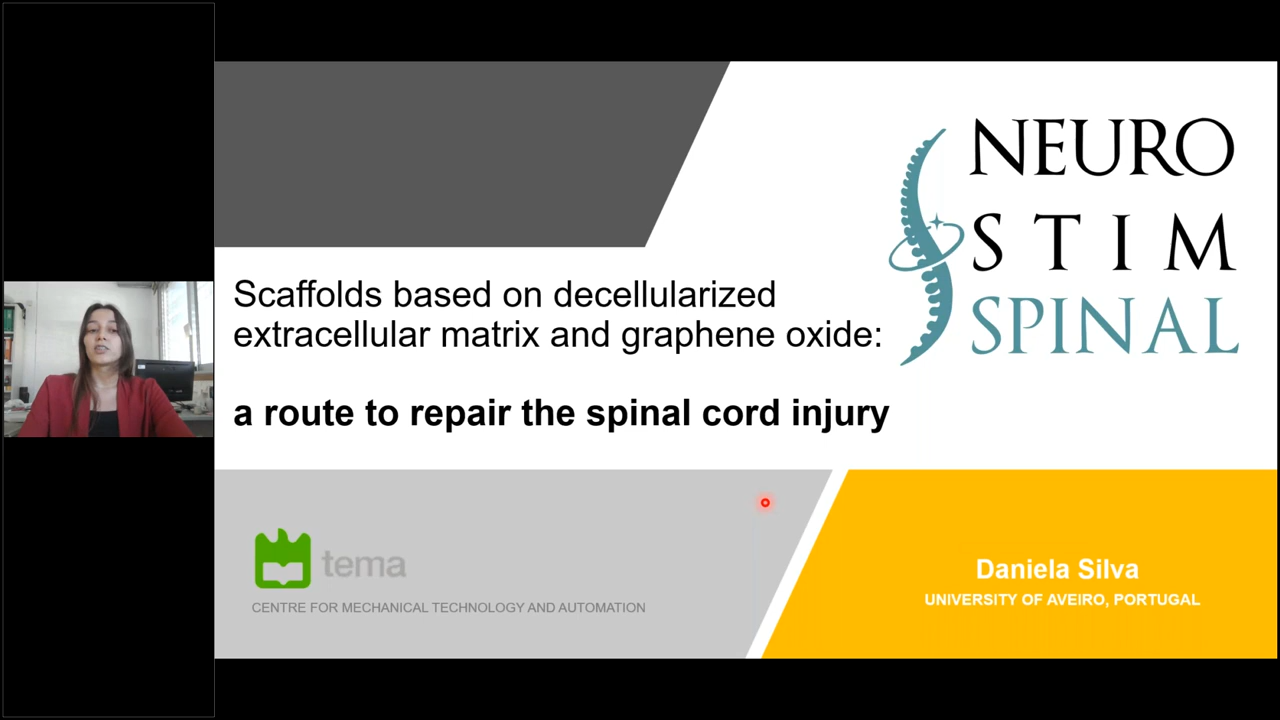 NEURO
STIM
SPINAL
Scaffolds based on decellularized
extracellular matrix and graphene oxide:
a route to repair the spinal cord injury
tema
CENTRE FOR MECHANICAL TECHNOLOGY AND AUTOMATION
Daniela Silva
UNIVERSITY OF AVEIRO, PORTUGAL